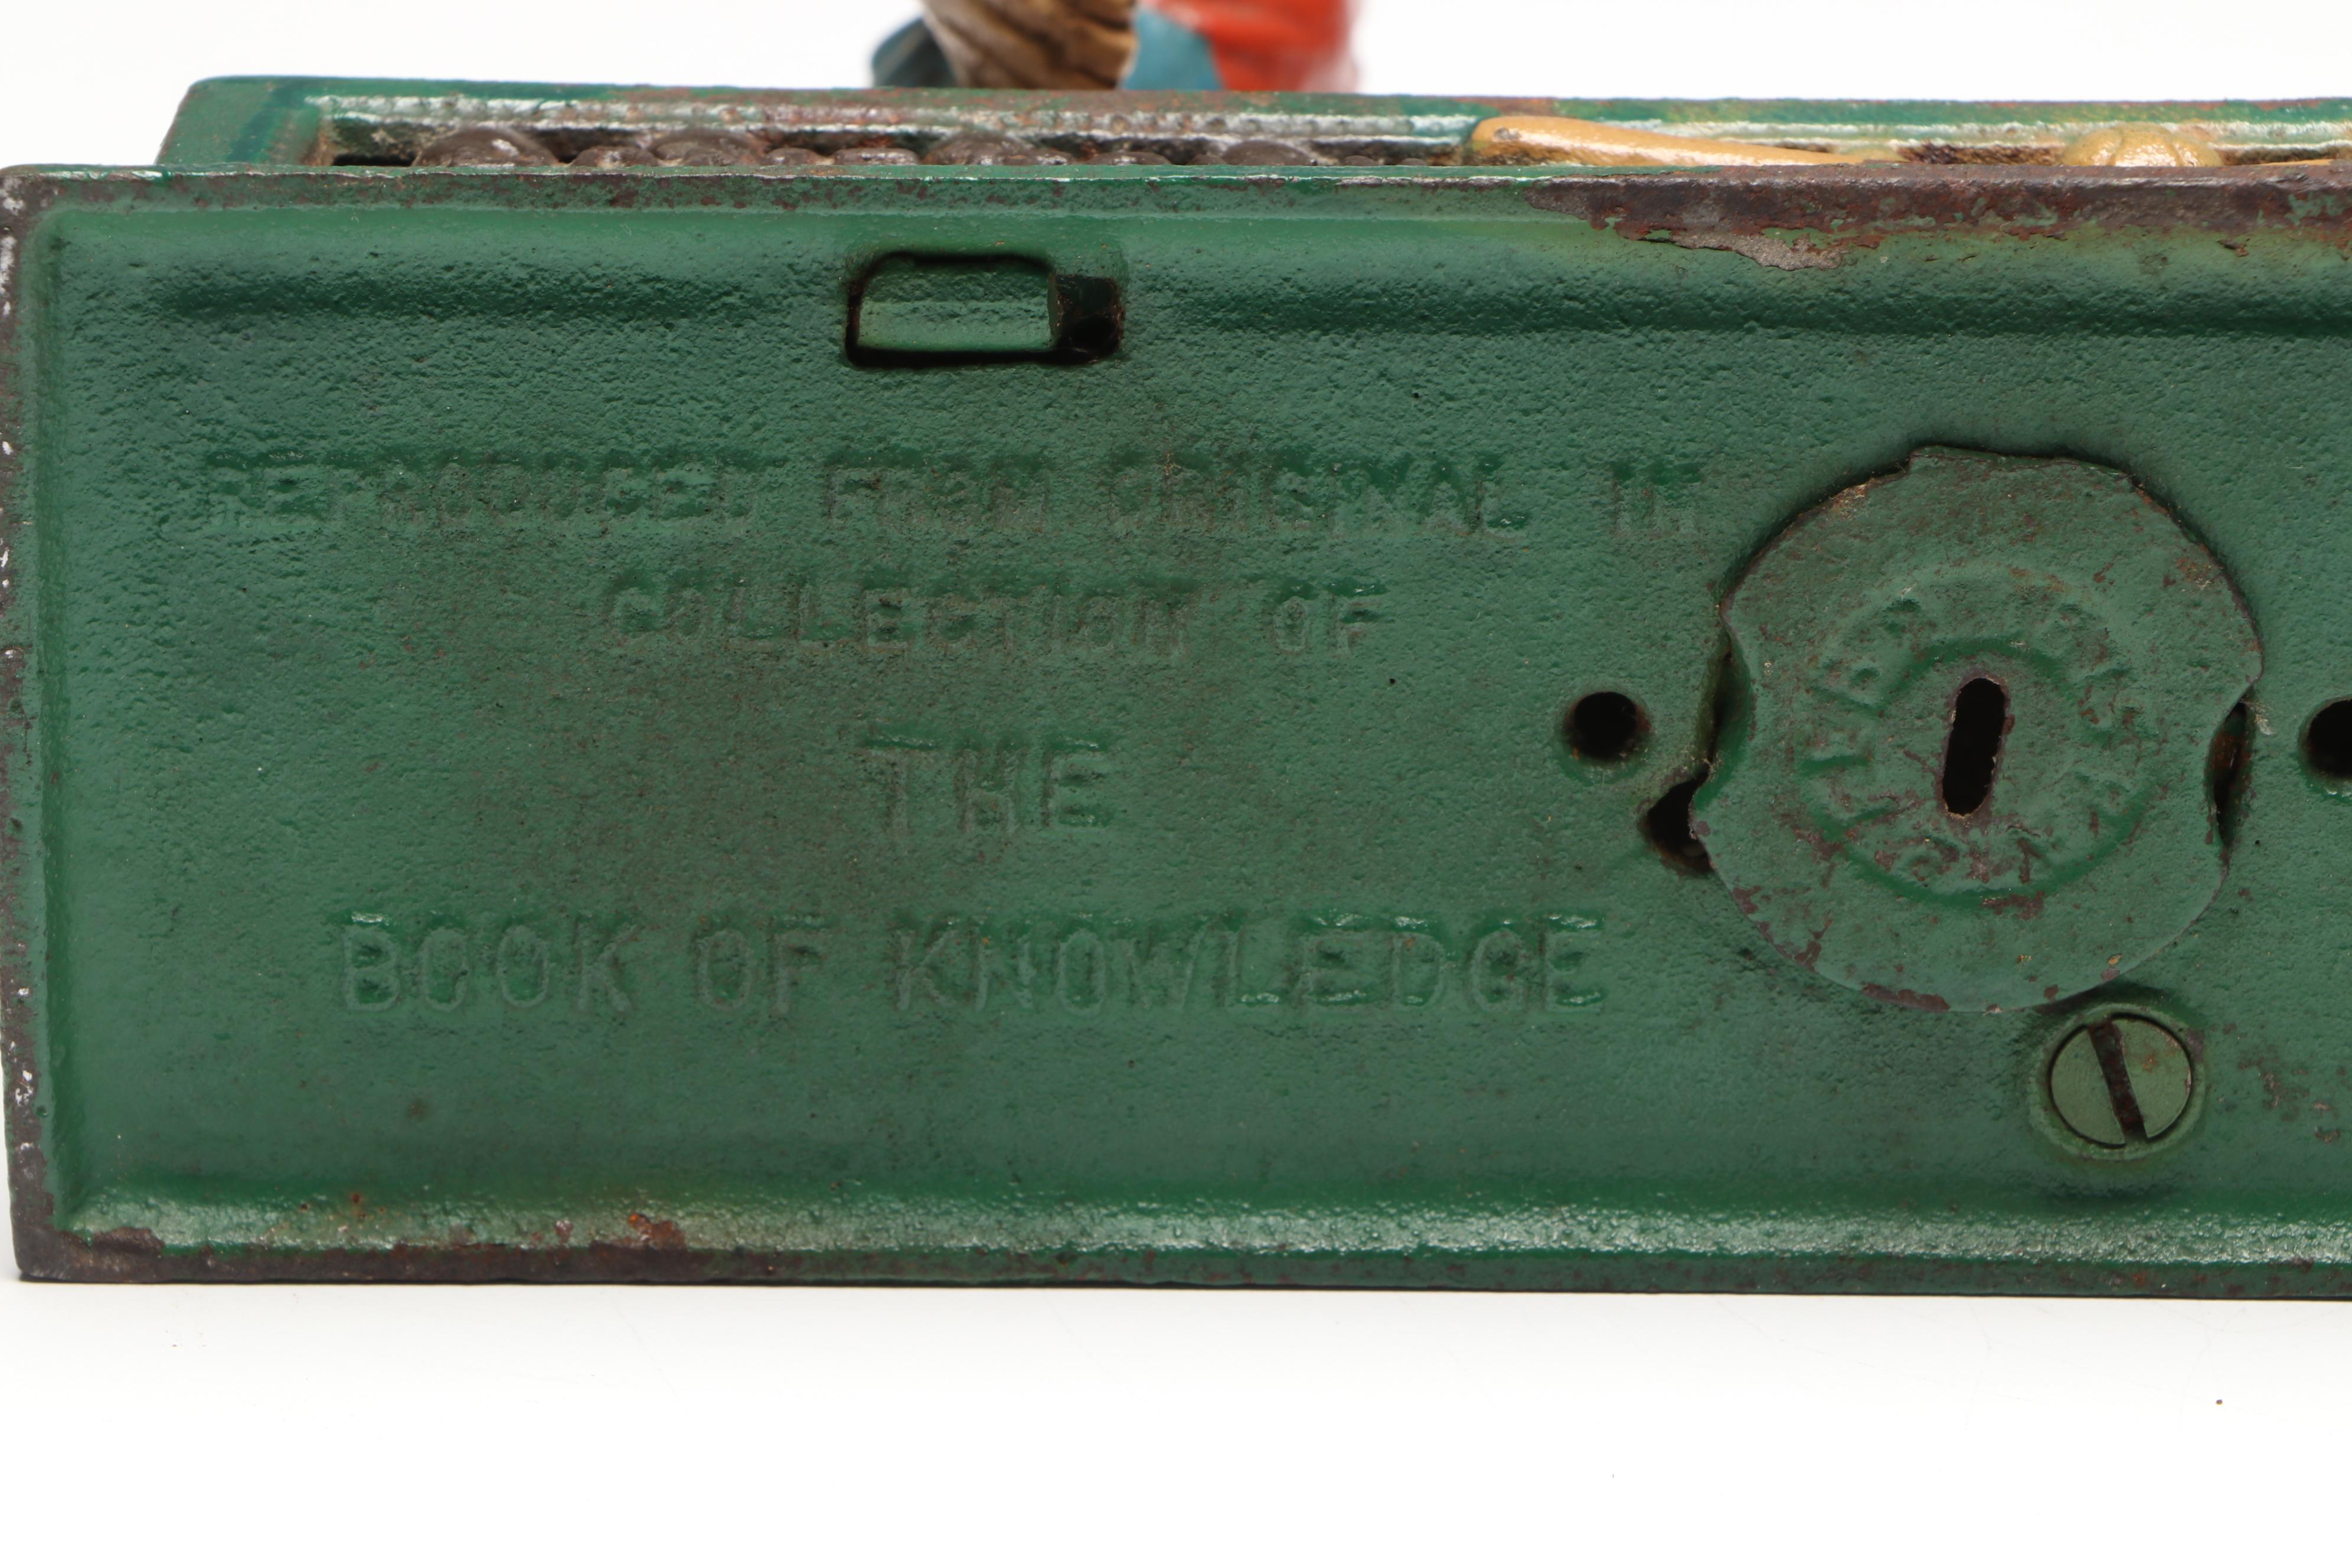 REPRODUCED FROM ORIGINAL IN
COLLECTION OF
THE
BOOK OF KNOWLEDGE